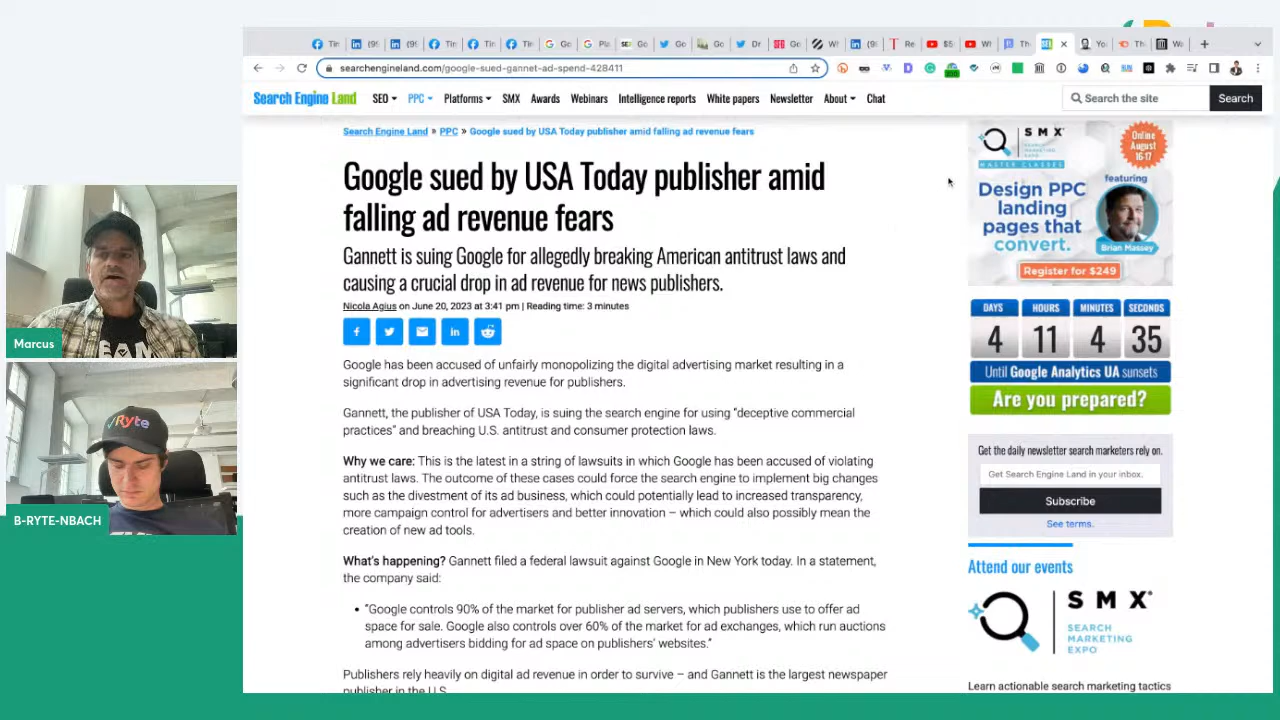 searchengineland.com/google-sued-gannet-ad-spend-428411
Search Engine Land
SEO
PPC
Platforms
SMX
Awards
Webinars
Intelligence reports
White papers
Newsletter
About
Chat
Search the site
Search
Search Engine Land » PPC » Google sued by USA Today publisher amid falling ad revenue fears
Google sued by USA Today publisher amid
falling ad revenue fears
Gannett is suing Google for allegedly breaking American antitrust laws and
causing a crucial drop in ad revenue for news publishers.
Nicola Agius on June 20, 2023 at 3:41 pm | Reading time: 3 minutes
Google has been accused of unfairly monopolizing the digital advertising market resulting in a
significant drop in advertising revenue for publishers.
Gannett, the publisher of USA Today, is suing the search engine for using “deceptive commercial
practices” and breaching U.S. antitrust and consumer protection laws.
Why we care: This is the latest in a string of lawsuits in which Google has been accused of violating
antitrust laws. The outcome of these cases could force the search engine to implement big changes
such as the divestment of its ad business, which could potentially lead to increased transparency,
more campaign control for advertisers and better innovation – which could also possibly mean the
creation of new ad tools.
What's happening? Gannett filed a federal lawsuit against Google in New York today. In a statement,
the company said:
• “Google controls 90% of the market for publisher ad servers, which publishers use to offer ad
space for sale. Google also controls over 60% of the market for ad exchanges, which run auctions
among advertisers bidding for ad space on publishers' websites.”
Publishers rely heavily on digital ad revenue in order to survive – and Gannett is the largest newspaper
publisher in the U.S.
SMX
MASTER CLASSES
Online
August
16-17
featuring
Design PPC
landing
pages that
convert.
Brian Massey
Register for $249
DAYS
HOURS
MINUTES
SECONDS
4
11
4
35
Until Google Analytics UA sunsets
Are you prepared?
Get the daily newsletter search marketers rely on.
Get Search Engine Land in your inbox.
Subscribe
See terms.
Attend our events
SMX
SEARCH
MARKETING
EXPO
Learn actionable search marketing tactics
Marcus
Ryte
B-RYTE-NBACH